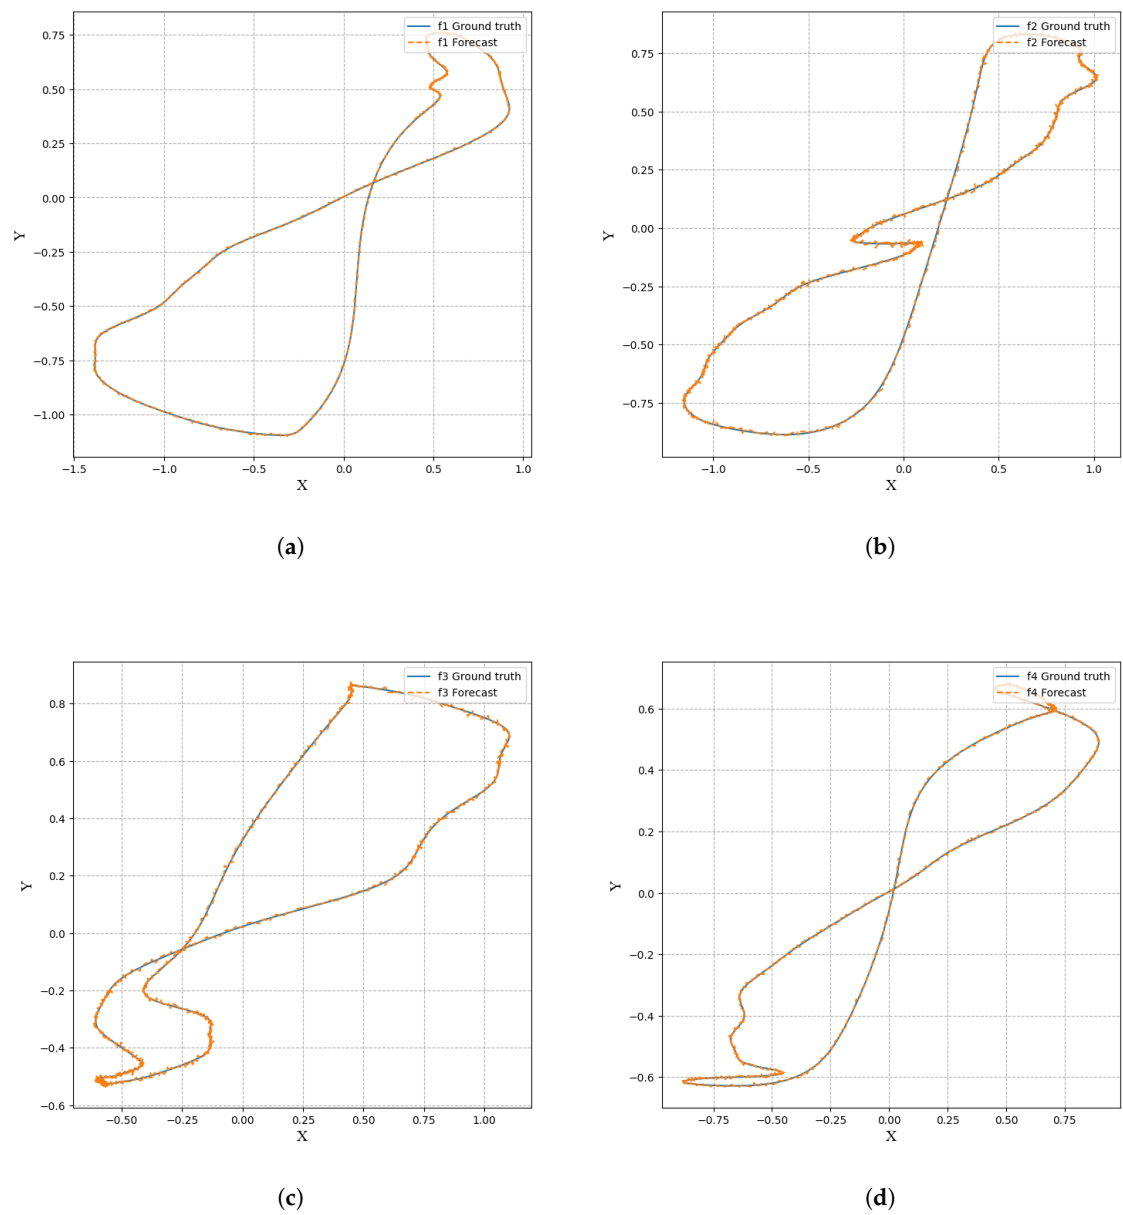 f1 Ground truth
f1 Forecast
0.75
0.50
0.25
0.00
−0.25
−0.50
−0.75
−1.00
Y
−1.5 −1.0 −0.5 0.0 0.5 1.0
X
(a)
f2 Ground truth
f2 Forecast
0.75
0.50
0.25
0.00
−0.25
−0.50
−0.75
Y
−1.0 −0.5 0.0 0.5 1.0
X
(b)
f3 Ground truth
f3 Forecast
0.8
0.6
0.4
0.2
0.0
−0.2
−0.4
−0.6
Y
−0.50 −0.25 0.00 0.25 0.50 0.75 1.00
X
(c)
f4 Ground truth
f4 Forecast
0.6
0.4
0.2
0.0
−0.2
−0.4
−0.6
Y
−0.75 −0.50 −0.25 0.00 0.25 0.50 0.75
X
(d)